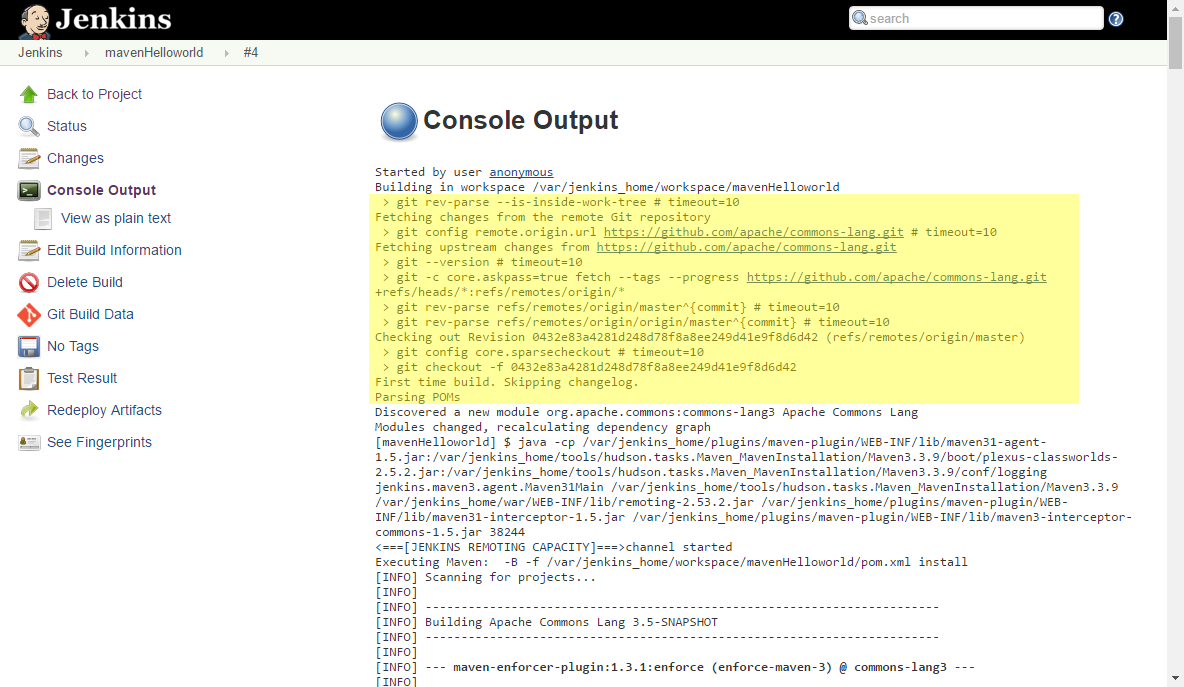 Jenkins
search
Jenkins mavenHelloworld #4
Back to Project
Status
Changes
Console Output
View as plain text
Edit Build Information
Delete Build
Git Build Data
No Tags
Test Result
Redeploy Artifacts
See Fingerprints
Console Output
Started by user anonymous
Building in workspace /var/jenkins_home/workspace/mavenHelloworld
> git rev-parse --is-inside-work-tree # timeout=10
Fetching changes from the remote Git repository
> git config remote.origin.url https://github.com/apache/commons-lang.git # timeout=10
Fetching upstream changes from https://github.com/apache/commons-lang.git
> git --version # timeout=10
> git -c core.askpass=true fetch --tags --progress https://github.com/apache/commons-lang.git
+refs/heads/*:refs/remotes/origin/*
> git rev-parse refs/remotes/origin/master^{commit} # timeout=10
> git rev-parse refs/remotes/origin/origin/master^{commit} # timeout=10
Checking out Revision 0432e83a4281d248d78f8a8ee249d41e9f8d6d42 (refs/remotes/origin/master)
> git config core.sparsecheckout # timeout=10
> git checkout -f 0432e83a4281d248d78f8a8ee249d41e9f8d6d42
First time build. Skipping changelog.
Parsing POMs
Discovered a new module org.apache.commons:commons-lang3 Apache Commons Lang
Modules changed, recalculating dependency graph
[mavenHelloworld] $ java -cp /var/jenkins_home/plugins/maven-plugin/WEB-INF/lib/maven31-agent-
1.5.jar:/var/jenkins_home/tools/hudson.tasks.Maven_MavenInstallation/Maven3.3.9/boot/plexus-classworlds-
2.5.2.jar:/var/jenkins_home/tools/hudson.tasks.Maven_MavenInstallation/Maven3.3.9/conf/logging
jenkins.maven3.agent.Maven31Main /var/jenkins_home/tools/hudson.tasks.Maven_MavenInstallation/Maven3.3.9
/var/jenkins_home/war/WEB-INF/lib/remoting-2.53.2.jar /var/jenkins_home/plugins/maven-plugin/WEB-
INF/lib/maven31-interceptor-1.5.jar /var/jenkins_home/plugins/maven-plugin/WEB-INF/lib/maven3-interceptor-
commons-1.5.jar 38244
<===[JENKINS REMOTING CAPACITY]===>channel started
Executing Maven:  -B -f /var/jenkins_home/workspace/mavenHelloworld/pom.xml install
[INFO] Scanning for projects...
[INFO]
[INFO] ------------------------------------------------------------------------
[INFO] Building Apache Commons Lang 3.5-SNAPSHOT
[INFO] ------------------------------------------------------------------------
[INFO]
[INFO] --- maven-enforcer-plugin:1.3.1:enforce (enforce-maven-3) @ commons-lang3 ---
[INFO]